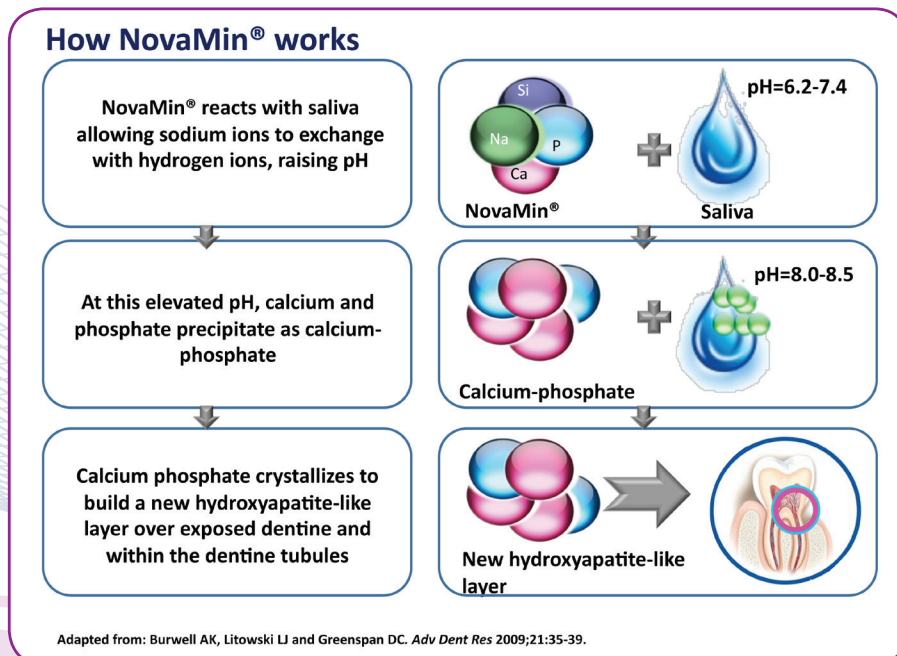 How NovaMin® works
NovaMin® reacts with saliva
allowing sodium ions to exchange
with hydrogen ions, raising pH
Si
Na
P
Ca
NovaMin®
pH=6.2-7.4
Saliva
At this elevated pH, calcium and
phosphate precipitate as calcium-
phosphate
pH=8.0-8.5
Calcium-phosphate
Calcium phosphate crystallizes to
build a new hydroxyapatite-like
layer over exposed dentine and
within the dentine tubules
New hydroxyapatite-like
layer
Adapted from: Burwell AK, Litowski LJ and Greenspan DC. Adv Dent Res 2009;21:35-39.